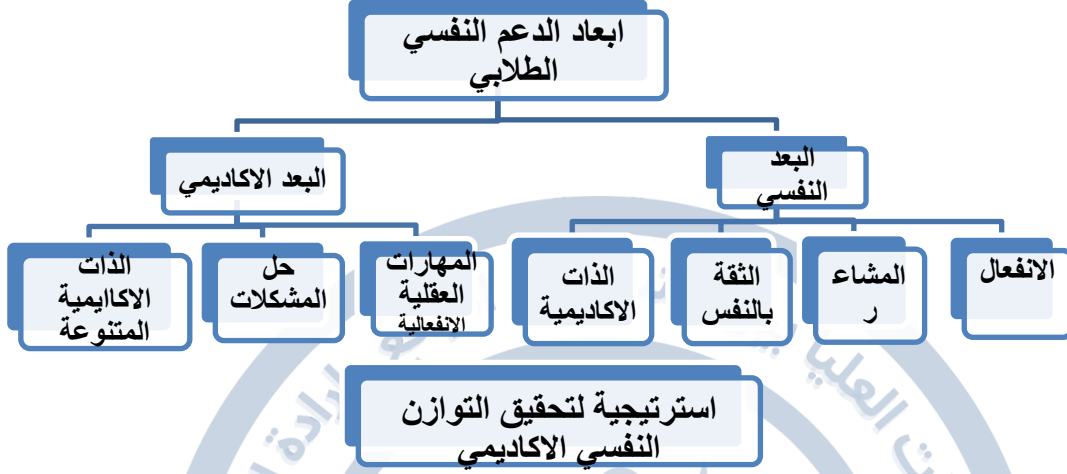 ابعاد الدعم النفسي
الطلابي
البعد
النفسي
البعد الاكاديمي
الانفعال
المشاع
ر
الثقة
بالنفس
الذات
الاكاديمية
المهارات
العقلية
الانفعالية
حل
المشكلات
الذات
الاكاايمية
المتنوعة
استرتيجية لتحقيق التوازن
النفسي الاكاديمي